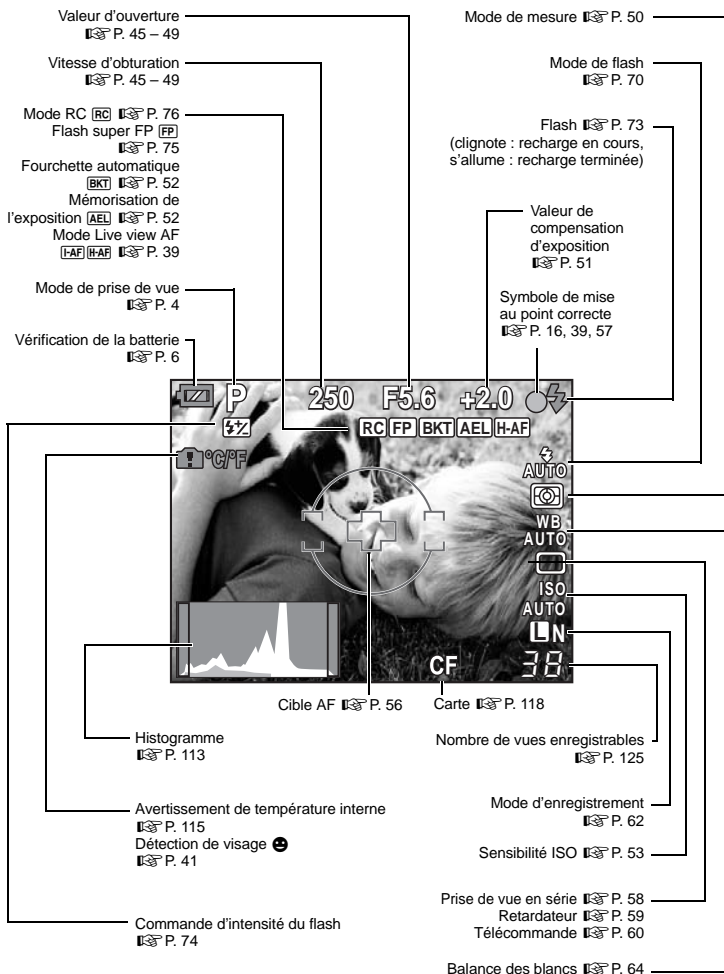 Valeur d'ouverture
☞ P. 45 – 49
Vitesse d'obturation
☞ P. 45 – 49
Mode RC RC ☞ P. 76
Flash super FP FP
☞ P. 75
Fourchette automatique
BKT ☞ P. 52
Mémorisation de
l'exposition AEL ☞ P. 52
Mode Live view AF
I-AF H-AF ☞ P. 39
Mode de prise de vue
☞ P. 4
Vérification de la batterie
☞ P. 6
Mode de mesure ☞ P. 50
Mode de flash
☞ P. 70
Flash ☞ P. 73
(clignote : recharge en cours,
s'allume : recharge terminée)
Valeur de
compensation
d'exposition
☞ P. 51
Symbole de mise
au point correcte
☞ P. 16, 39, 57
P 250 F5.6 +2.0
RC FP BKT AEL H-AF
°C/°F
AUTO
WB
AUTO
ISO
AUTO
L N
CF 38
Cible AF ☞ P. 56
Carte ☞ P. 118
Histogramme
☞ P. 113
Avertissement de température interne
☞ P. 115
Détection de visage
☞ P. 41
Commande d'intensité du flash
☞ P. 74
Nombre de vues enregistrables
☞ P. 125
Mode d'enregistrement
☞ P. 62
Sensibilité ISO ☞ P. 53
Prise de vue en série ☞ P. 58
Retardateur ☞ P. 59
Télécommande ☞ P. 60
Balance des blancs ☞ P. 64